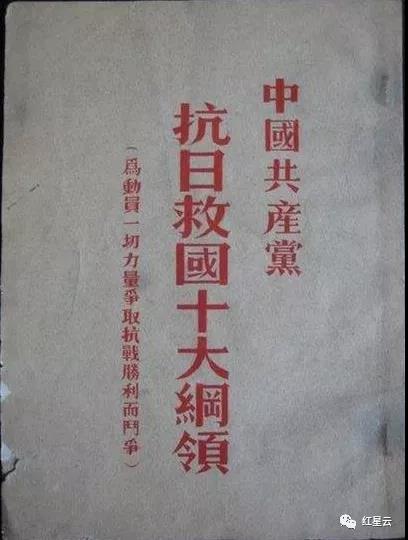 中國共產黨
抗日救國十大綱領
（爲動員一切力量爭取抗戰勝利而鬥爭）
红星云